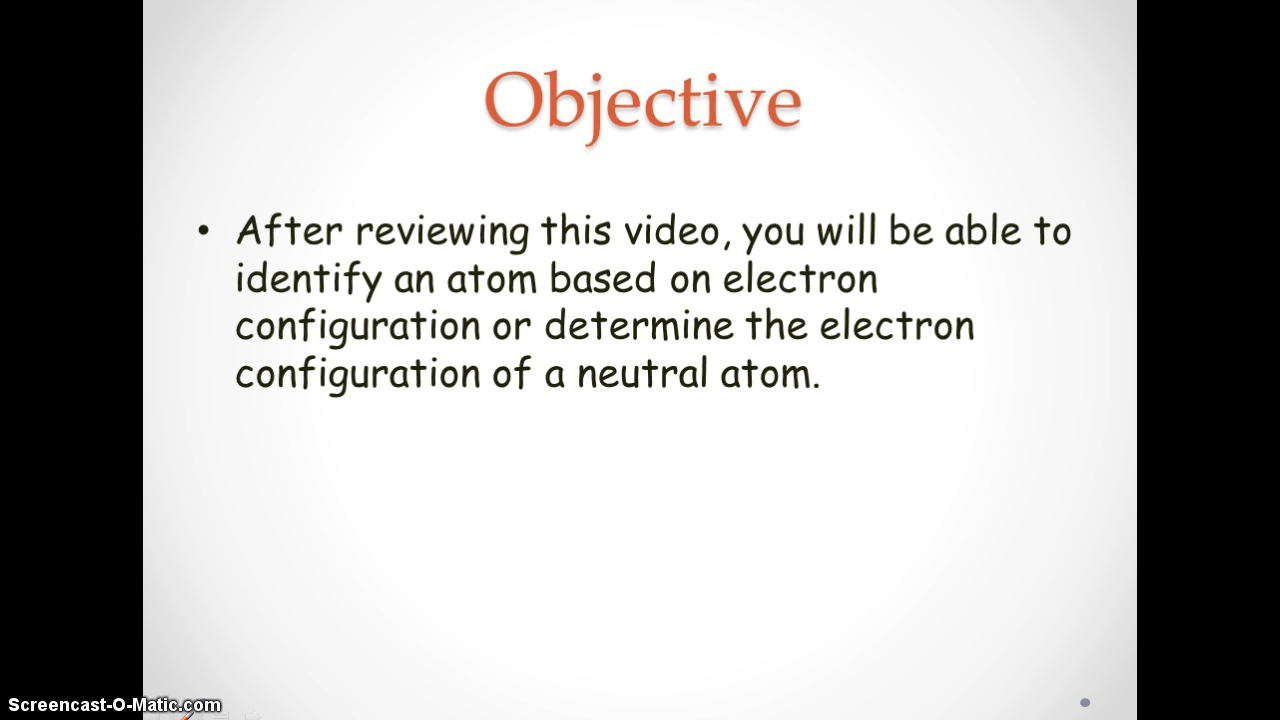 Objective
• After reviewing this video, you will be able to
identify an atom based on electron
configuration or determine the electron
configuration of a neutral atom.
Screencast-O-Matic.com